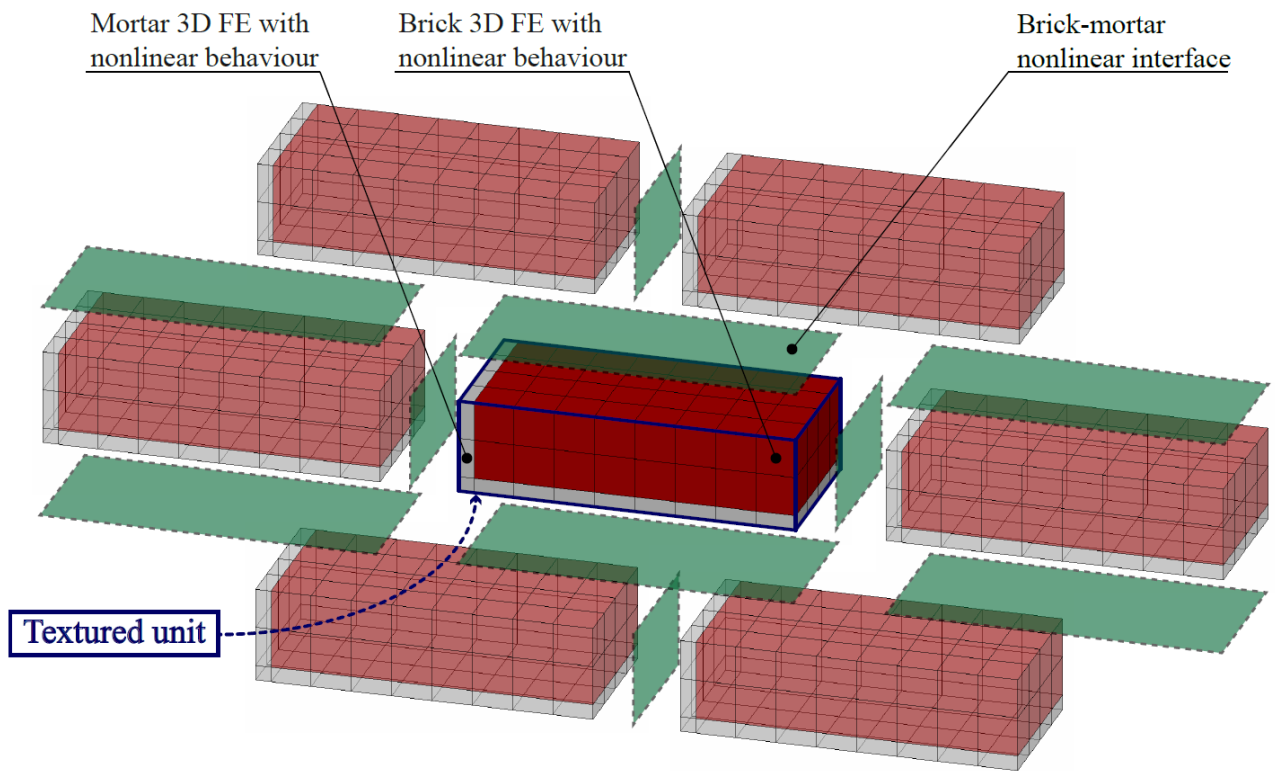 Mortar 3D FE with
nonlinear behaviour
Brick 3D FE with
nonlinear behaviour
Brick-mortar
nonlinear interface
Textured unit